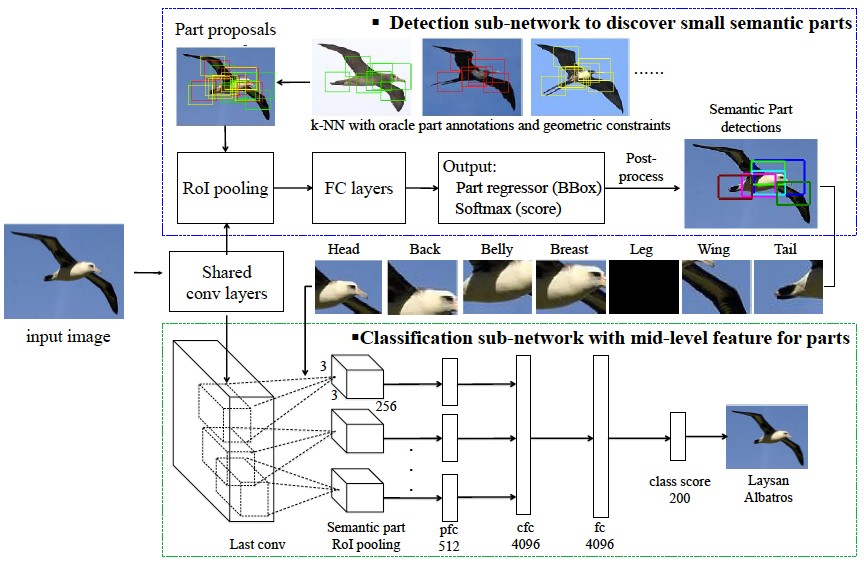 ▪ Detection sub-network to discover small semantic parts
Part proposals
......
k-NN with oracle part annotations and geometric constraints
Semantic Part
detections
RoI pooling
FC layers
Output:
Part regressor (BBox)
Softmax (score)
Post-
process
input image
Shared
conv layers
Head Back Belly Breast Leg Wing Tail
▪Classification sub-network with mid-level feature for parts
3
3
256
Last conv
Semantic part
RoI pooling
pfc
512
cfc
4096
fc
4096
class score
200
Laysan
Albatros